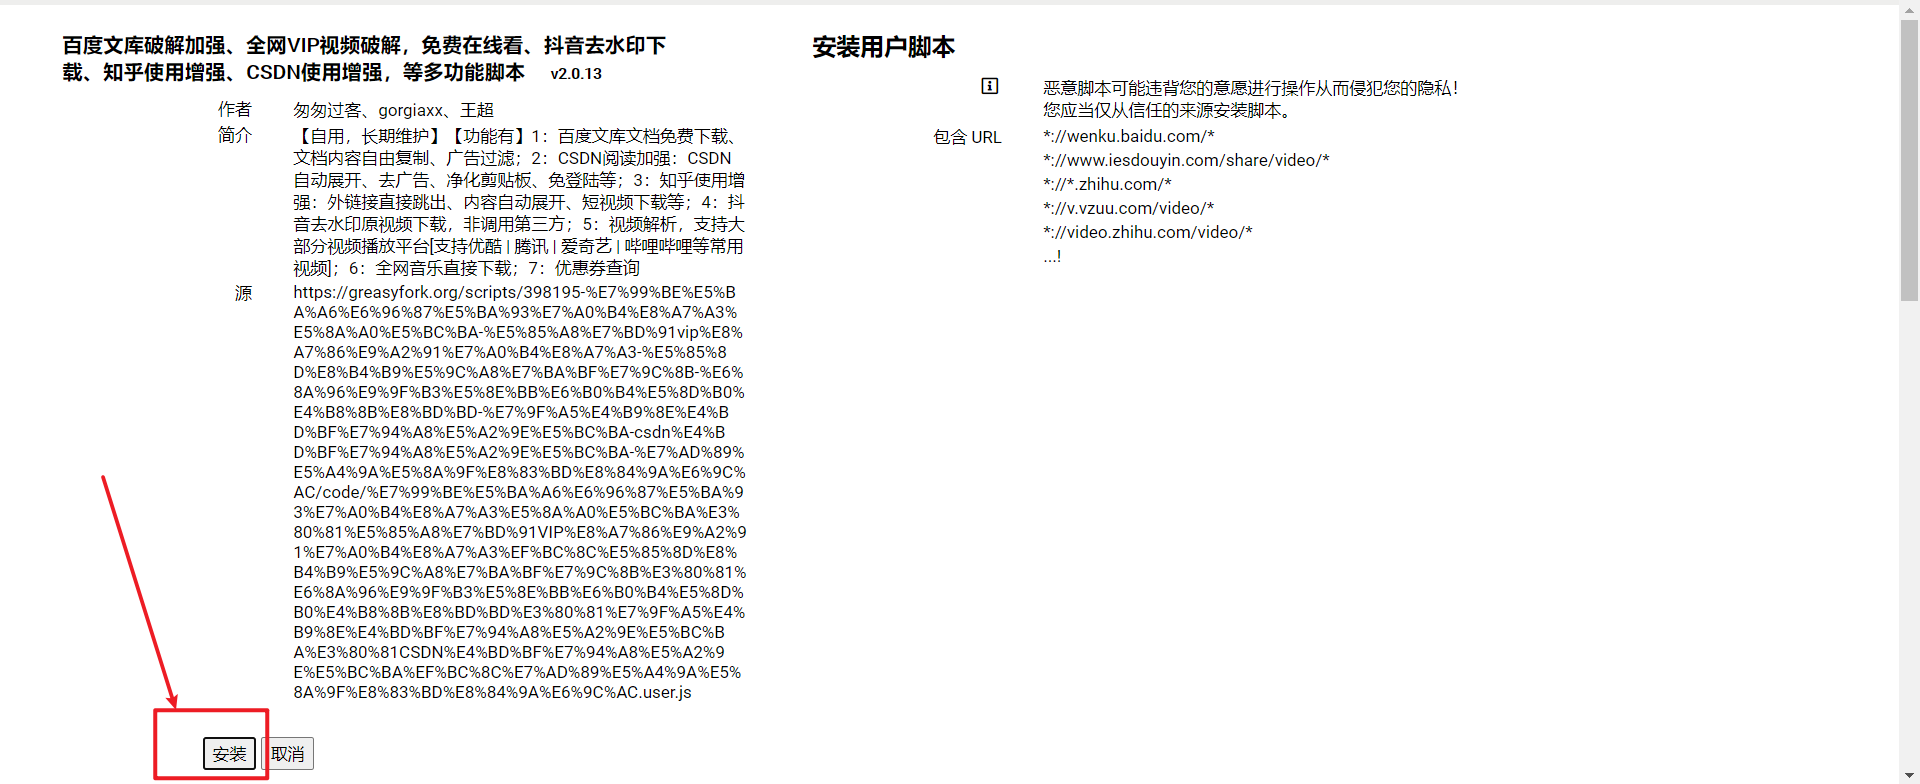 百度文库破解加强、全网VIP视频破解，免费在线看、抖音去水印下
载、知乎使用增强、CSDN使用增强，等多功能脚本 v2.0.13
作者 匆匆过客、gorgiaxx、王超
简介 【自用，长期维护】【功能有】1：百度文库文档免费下载、
文档内容自由复制、广告过滤；2：CSDN阅读加强：CSDN
自动展开、去广告、净化剪贴板、免登陆等；3：知乎使用增
强：外链接直接跳出、内容自动展开、短视频下载等；4：抖
音去水印原视频下载，非调用第三方；5：视频解析，支持大
部分视频播放平台[支持优酷 | 腾讯 | 爱奇艺 | 哔哩哔哩等常用
视频]；6：全网音乐直接下载；7：优惠券查询
源 https://greasyfork.org/scripts/398195-%E7%99%BE%E5%B
A%A6%E6%96%87%E5%BA%93%E7%A0%B4%E8%A7%A3%
E5%8A%A0%E5%BC%BA-%E5%85%A8%E7%BD%91vip%E8%
A7%86%E9%A2%91%E7%A0%B4%E8%A7%A3-%E5%85%8
D%E8%B4%B9%E5%9C%A8%E7%BA%BF%E7%9C%8B-%E6%
8A%96%E9%9F%B3%E5%8E%BB%E6%B0%B4%E5%8D%B0%
E4%B8%8B%E8%BD%BD-%E7%9F%A5%E4%B9%8E%E4%B
D%BF%E7%94%A8%E5%A2%9E%E5%BC%BA-csdn%E4%B
D%BF%E7%94%A8%E5%A2%9E%E5%BC%BA-%E7%AD%89%
E5%A4%9A%E5%8A%9F%E8%83%BD%E8%84%9A%E6%9C%
AC/code/%E7%99%BE%E5%BA%A6%E6%96%87%E5%BA%9
3%E7%A0%B4%E8%A7%A3%E5%8A%A0%E5%BC%BA%E3%
80%81%E5%85%A8%E7%BD%91VIP%E8%A7%86%E9%A2%9
1%E7%A0%B4%E8%A7%A3%EF%BC%8C%E5%85%8D%E8%
B4%B9%E5%9C%A8%E7%BA%BF%E7%9C%8B%E3%80%81%
E6%8A%96%E9%9F%B3%E5%8E%BB%E6%B0%B4%E5%8D%
B0%E4%B8%8B%E8%BD%BD%E3%80%81%E7%9F%A5%E4%
B9%8E%E4%BD%BF%E7%94%A8%E5%A2%9E%E5%BC%B
A%E3%80%81CSDN%E4%BD%BF%E7%94%A8%E5%A2%9
E%E5%BC%BA%EF%BC%8C%E7%AD%89%E5%A4%9A%E5%
8A%9F%E8%83%BD%E8%84%9A%E6%9C%AC.user.js
安装 取消
安装用户脚本
恶意脚本可能违背您的意愿进行操作从而侵犯您的隐私！
您应当仅从信任的来源安装脚本。
包含 URL *://wenku.baidu.com/*
*://www.iesdouyin.com/share/video/*
*://*.zhihu.com/*
*://v.vzuu.com/video/*
*://video.zhihu.com/video/*
...!